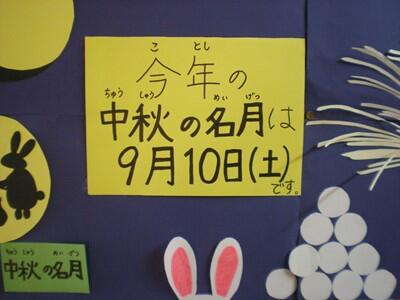 ことし
今年の
ちゅうしゅうめいげつ
中秋の名月は
9月10日(土)
です。
ちゅうしゅうめいげつ
中秋の名月